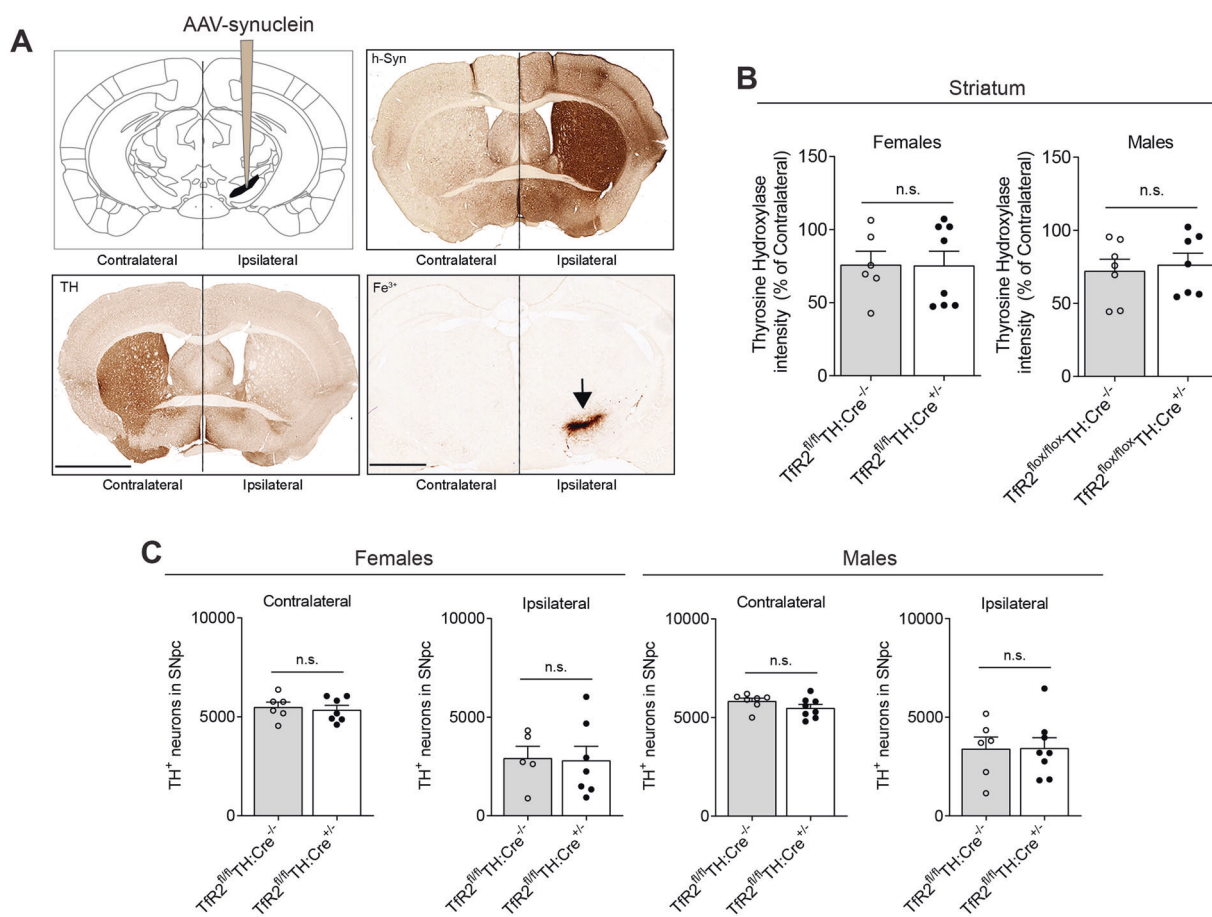 A
AAV-synuclein
Contralateral Ipsilateral
h-Syn
Contralateral Ipsilateral
TH
Contralateral Ipsilateral
Fe³⁺
Contralateral Ipsilateral
B
Striatum
Females
Thyrosine Hydroxylase
intensity (% of Contralateral)
150
100
50
0
n.s.
TfR2fl/flTH:Cre-/-
TfR2fl/flTH:Cre+/-
Males
Thyrosine Hydroxylase
intensity (% of Contralateral)
150
100
50
0
n.s.
TfR2flox/floxTH:Cre-/-
TfR2flox/floxTH:Cre+/-
C
Females
Contralateral
TH⁺ neurons in SNpc
10000
5000
0
n.s.
TfR2fl/flTH:Cre-/-
TfR2fl/flTH:Cre+/-
Ipsilateral
TH⁺ neurons in SNpc
10000
5000
0
n.s.
TfR2fl/flTH:Cre-/-
TfR2fl/flTH:Cre+/-
Males
Contralateral
TH⁺ neurons in SNpc
10000
5000
0
n.s.
TfR2fl/flTH:Cre-/-
TfR2fl/flTH:Cre+/-
Ipsilateral
TH⁺ neurons in SNpc
10000
5000
0
n.s.
TfR2fl/flTH:Cre-/-
TfR2fl/flTH:Cre+/-